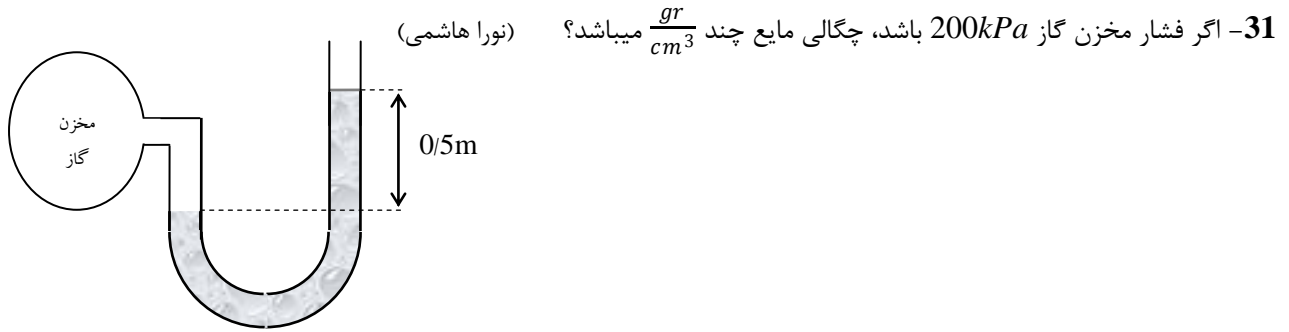 31- اگر فشار مخزن گاز 200kPa باشد، چگالی مایع چند gr/cm³ میباشد؟ (نورا هاشمی)
مخزن
گاز
0/5m